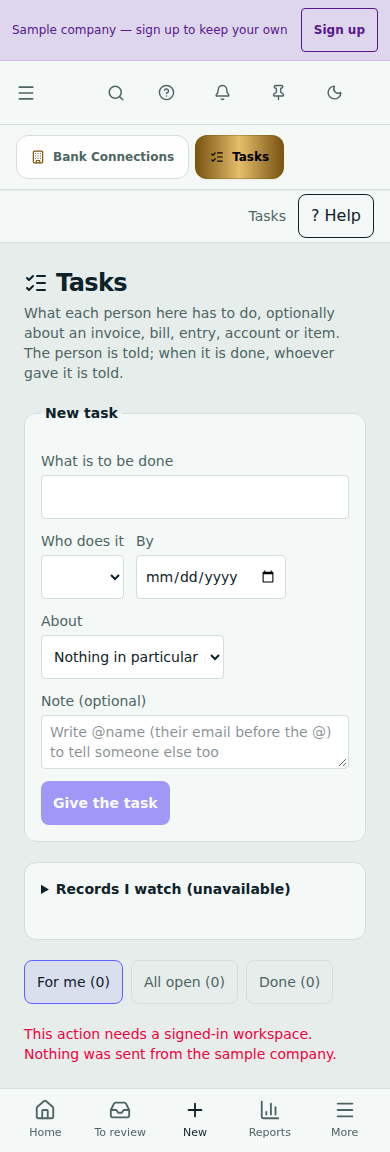 Sample company — sign up to keep your own
Sign up
Bank Connections
Tasks
Tasks
? Help
Tasks
What each person here has to do, optionally
about an invoice, bill, entry, account or item.
The person is told; when it is done, whoever
gave it is told.
New task
What is to be done
Who does it
By
mm/dd/yyyy
About
Nothing in particular
Note (optional)
Write @name (their email before the @)
to tell someone else too
Give the task
Records I watch (unavailable)
For me (0)
All open (0)
Done (0)
This action needs a signed-in workspace.
Nothing was sent from the sample company.
Home
To review
New
Reports
More